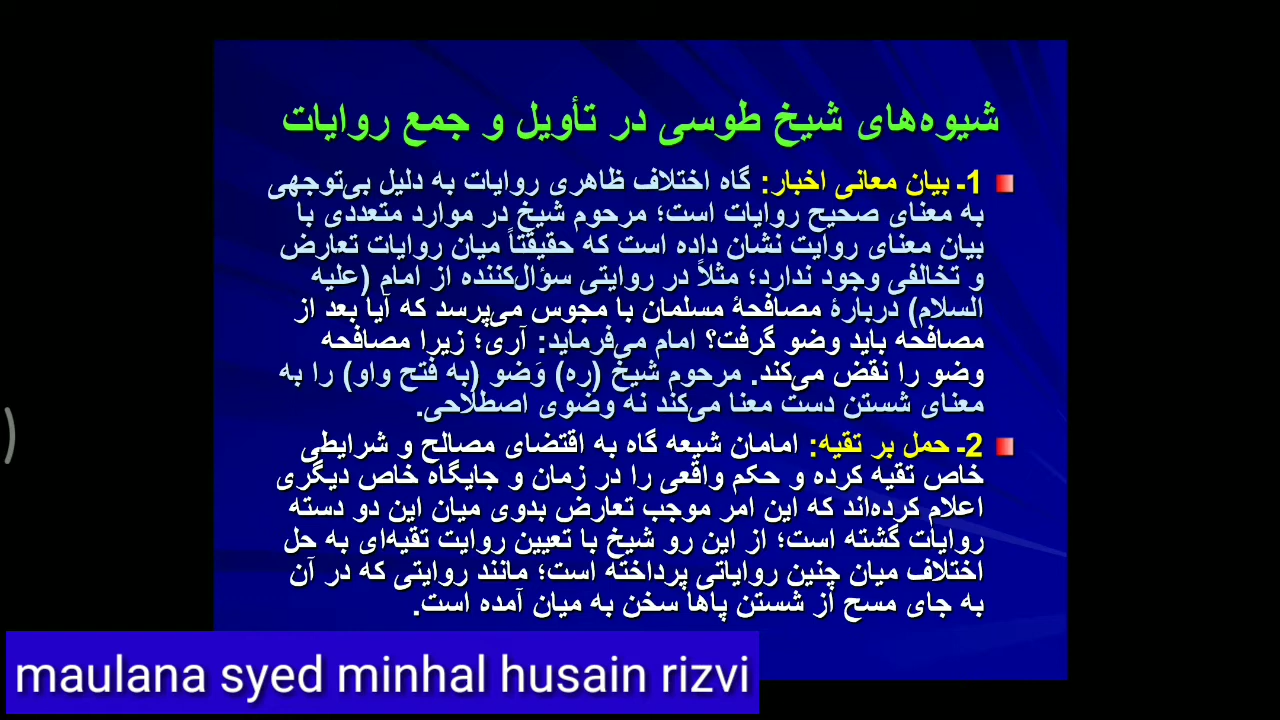 شیوه‌های شیخ طوسی در تأویل و جمع روایات
1ـ بیان معانی اخبار: گاه اختلاف ظاهری روایات به دلیل بی‌توجهی
به معنای صحیح روایات است؛ مرحوم شیخ در موارد متعددی با
بیان معنای روایت نشان داده است که حقیقتاً میان روایات تعارض
و تخالفی وجود ندارد؛ مثلاً در روایتی سؤال‌کننده از امام (علیه
السلام) دربارهٔ مصافحهٔ مسلمان با مجوس می‌پرسد که آیا بعد از
مصافحه باید وضو گرفت؟ امام می‌فرماید: آری؛ زیرا مصافحه
وضو را نقض می‌کند. مرحوم شیخ (ره) وَضو (به فتح واو) را به
معنای شستن دست معنا می‌کند نه وضوی اصطلاحی.
2ـ حمل بر تقیه: امامان شیعه گاه به اقتضای مصالح و شرایطی
خاص تقیه کرده و حکم واقعی را در زمان و جایگاه خاص دیگری
اعلام کرده‌اند که این امر موجب تعارض بدوی میان این دو دسته
روایات گشته است؛ از این رو شیخ با تعیین روایت تقیه‌ای به حل
اختلاف میان چنین روایاتی پرداخته است؛ مانند روایتی که در آن
به جای مسح از شستن پاها سخن به میان آمده است.
maulana syed minhal husain rizvi